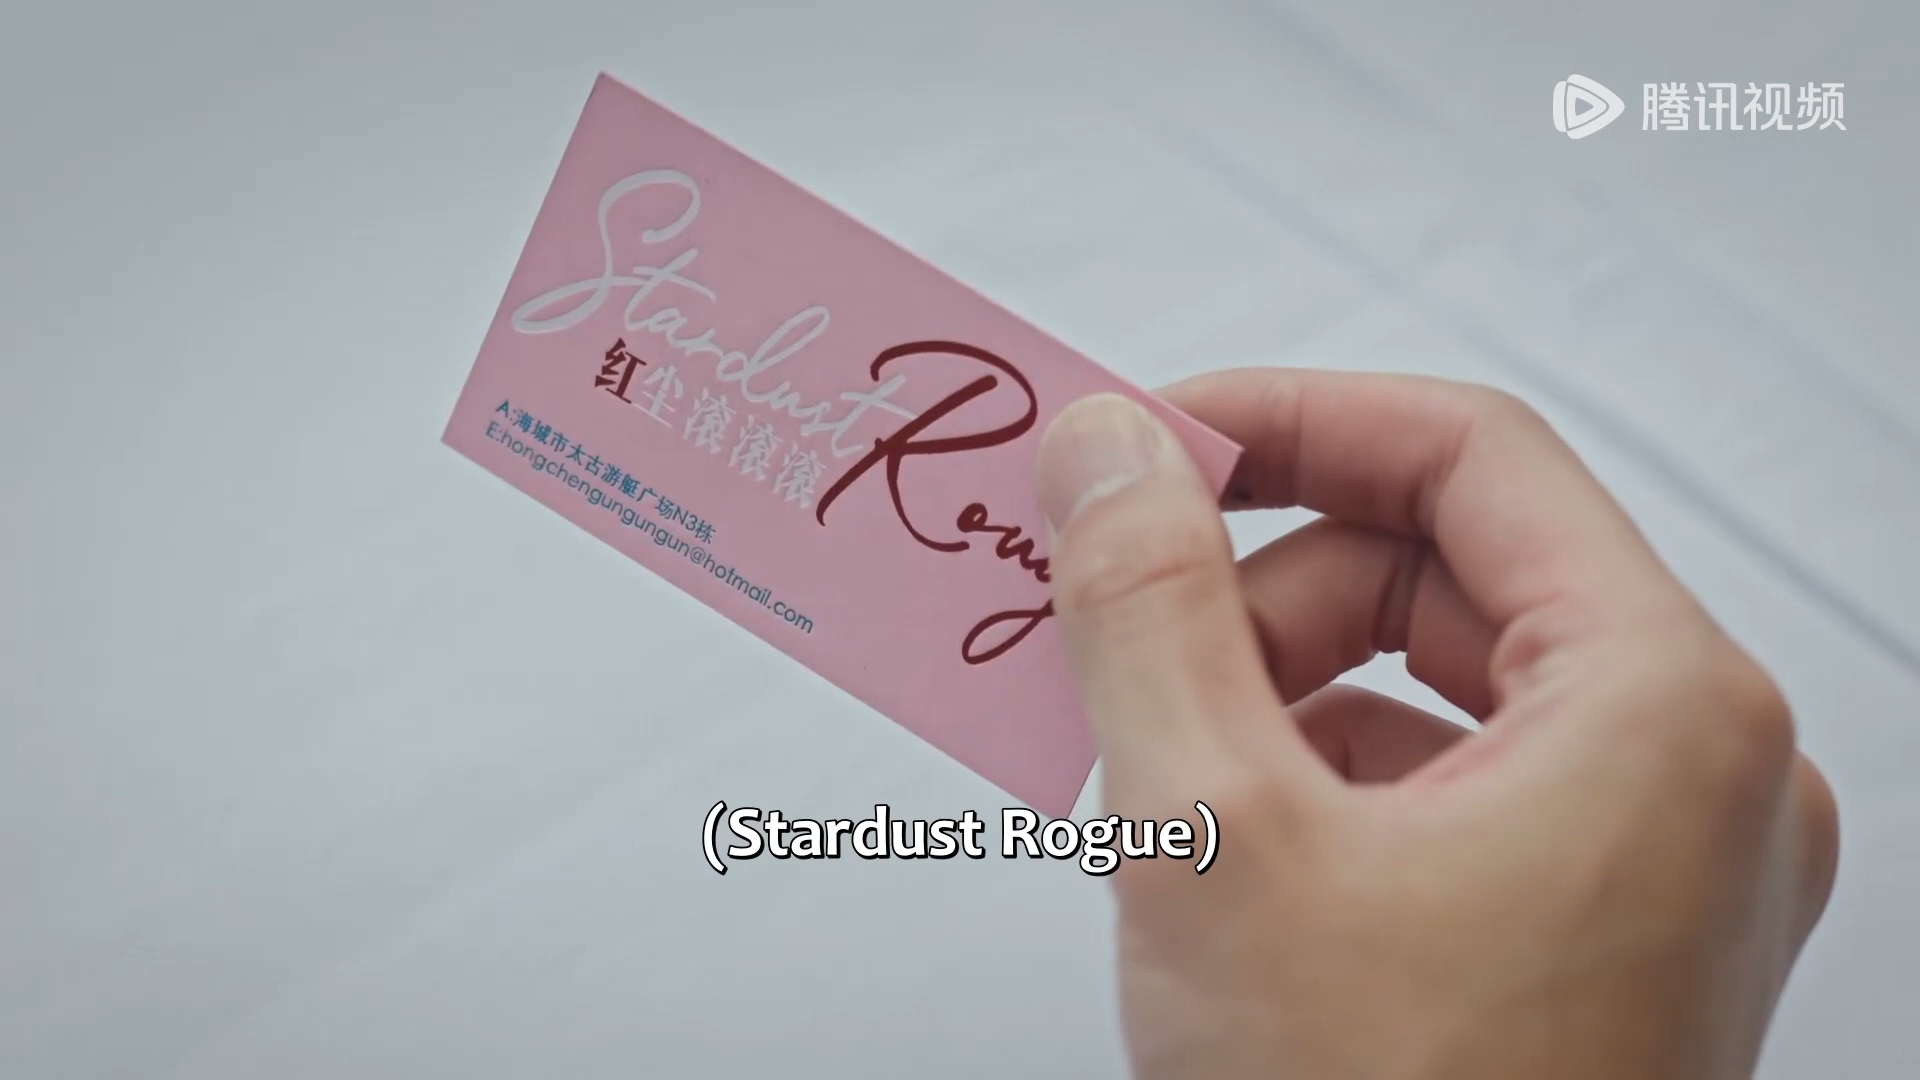 腾讯视频
Stardust Roug
红尘滚滚滚
A:海城市太古游艇广场N3栋
E:hongchengungungun@hotmail.com
(Stardust Rogue)